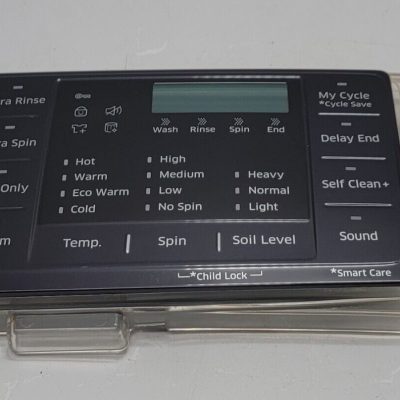 ra Rinse
ra Spin
Only
m
Wash Rinse Spin End
Hot
Warm
Eco Warm
Cold
High
Medium
Low
No Spin
Heavy
Normal
Light
Temp. Spin Soil Level
*Child Lock
My Cycle
*Cycle Save
Delay End
Self Clean+
Sound
*Smart Care